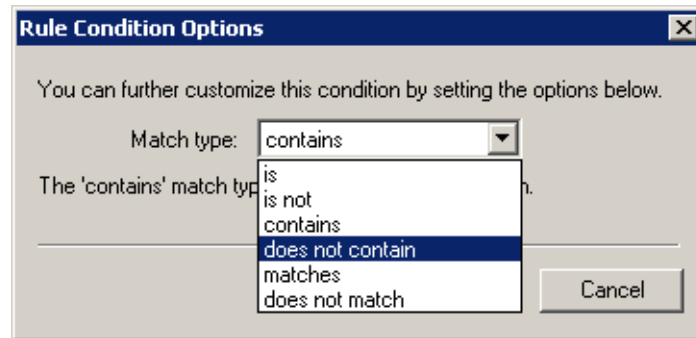 Rule Condition Options
You can further customize this condition by setting the options below.
Match type: contains
is
The 'contains' match typ n.
is not
contains
does not contain
matches
does not match
Cancel